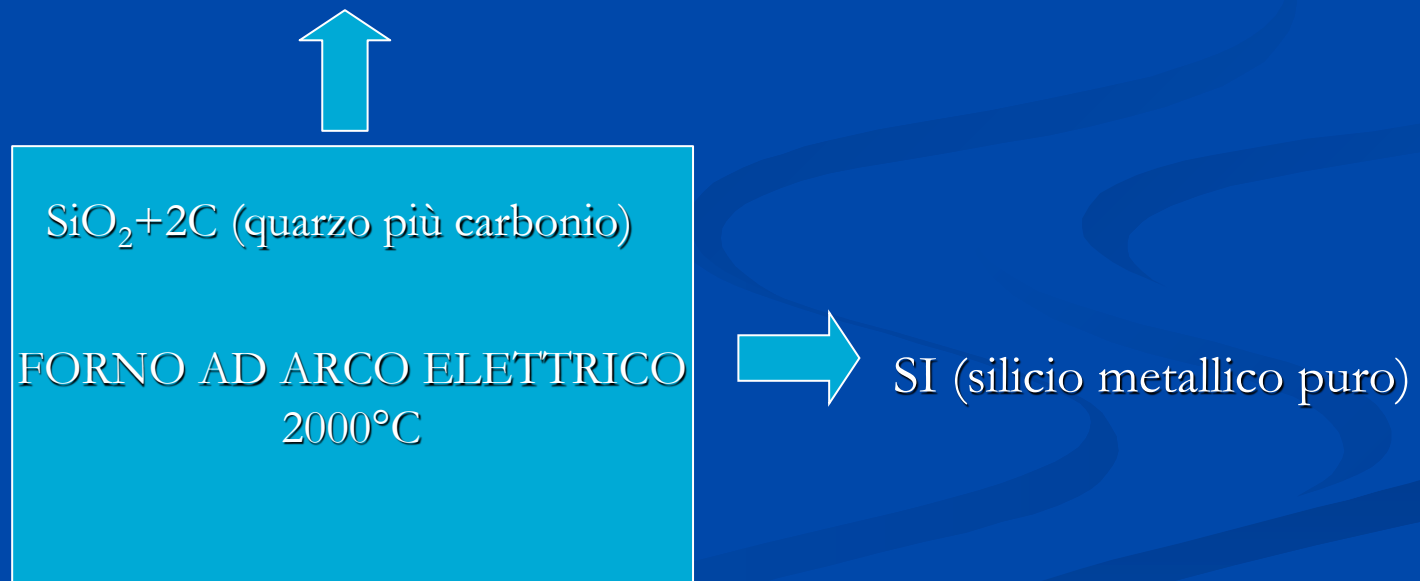 SiO₂+2C (quarzo più carbonio)
FORNO AD ARCO ELETTRICO
2000°C
SI (silicio metallico puro)